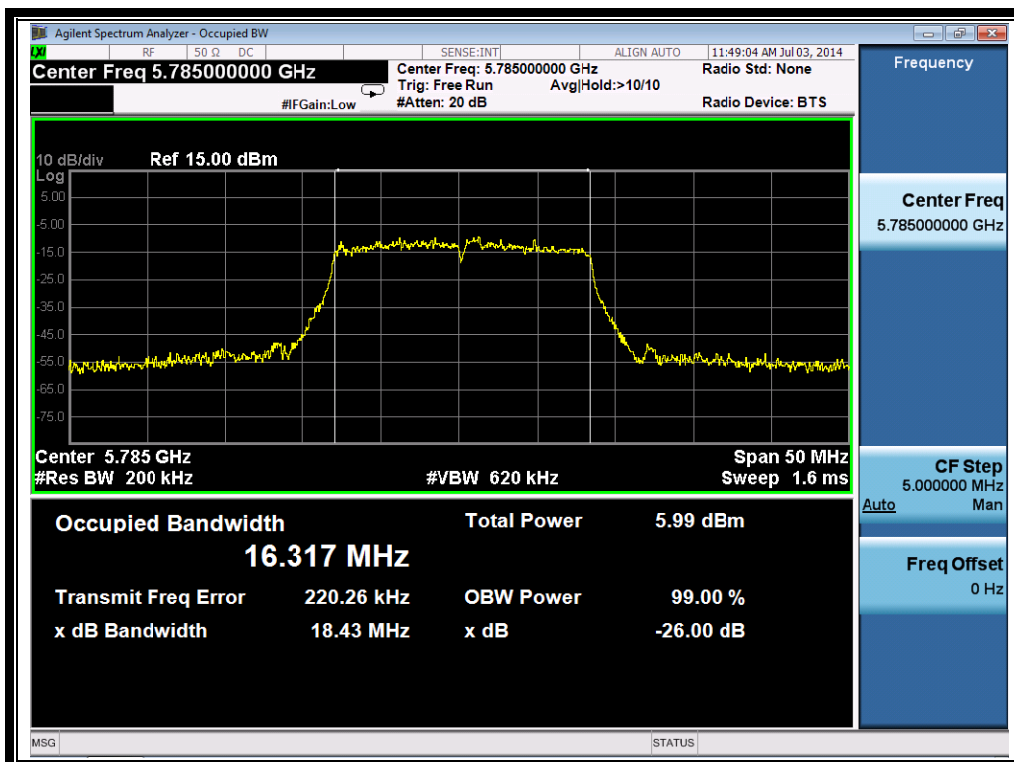 Agilent Spectrum Analyzer - Occupied BW
LXI RF 50 Ω DC SENSE:INT ALIGN AUTO 11:49:04 AM Jul 03, 2014
Center Freq 5.785000000 GHz
#IFGain:Low
Center Freq: 5.785000000 GHz
Trig: Free Run Avg|Hold:>10/10
#Atten: 20 dB
Radio Std: None
Radio Device: BTS
10 dB/div Ref 15.00 dBm
Log
5.00
-5.00
-15.0
-25.0
-35.0
-45.0
-55.0
-65.0
-75.0
Center 5.785 GHz Span 50 MHz
#Res BW 200 kHz #VBW 620 kHz Sweep 1.6 ms
Occupied Bandwidth Total Power 5.99 dBm
16.317 MHz
Transmit Freq Error 220.26 kHz OBW Power 99.00 %
x dB Bandwidth 18.43 MHz x dB -26.00 dB
Frequency
Center Freq
5.785000000 GHz
CF Step
5.000000 MHz
Auto Man
Freq Offset
0 Hz
MSG STATUS